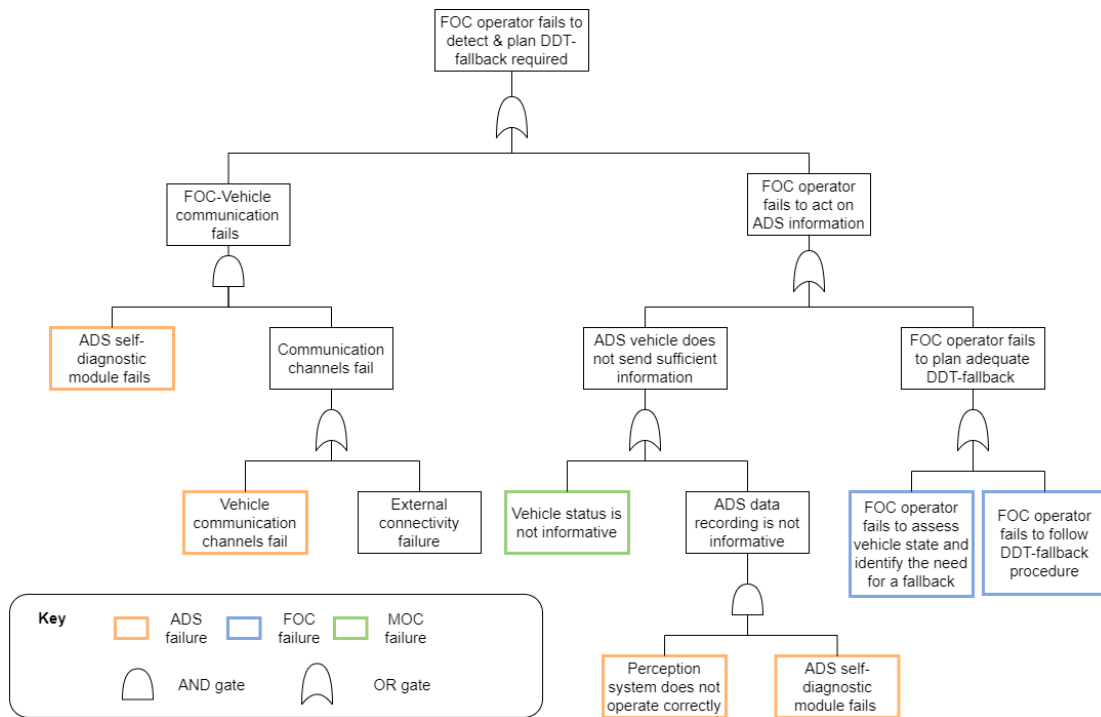 FOC operator fails to
detect & plan DDT-
fallback required
FOC-Vehicle
communication
fails
FOC operator
fails to act on
ADS information
ADS self-
diagnostic
module fails
Communication
channels fail
ADS vehicle does
not send sufficient
information
FOC operator fails
to plan adequate
DDT-fallback
Vehicle
communication
channels fail
External
connectivity
failure
Vehicle status is
not informative
ADS data
recording is not
informative
FOC operator
fails to assess
vehicle state and
identify the need
for a fallback
FOC operator
fails to follow
DDT-fallback
procedure
Perception
system does not
operate correctly
ADS self-
diagnostic
module fails
Key
ADS
failure
FOC
failure
MOC
failure
AND gate
OR gate